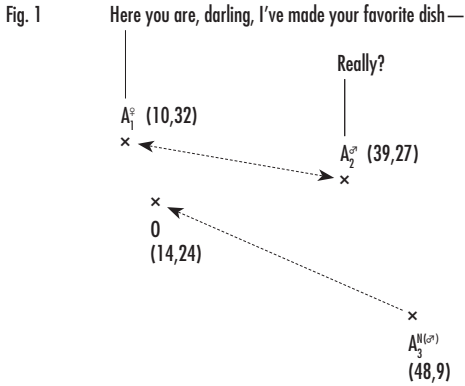 Fig. 1 Here you are, darling, I've made your favorite dish—
Really?
A₁♀ (10,32)
A₂♂ (39,27)
0
(14,24)
A₃ᴺ⁽♂⁾
(48,9)